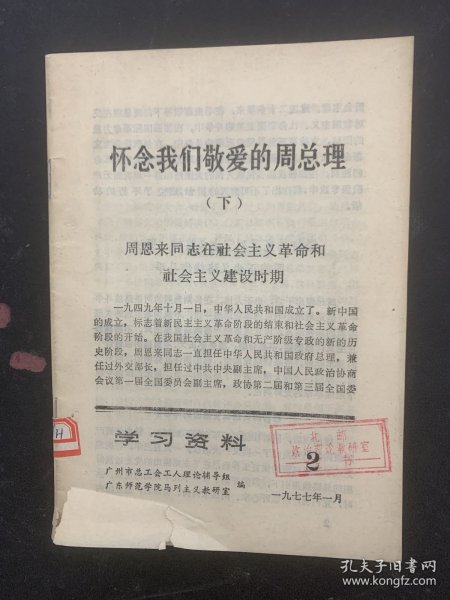 怀念我们敬爱的周总理
（下）
周恩来同志在社会主义革命和
社会主义建设时期
一九四九年十月一日，中华人民共和国成立了。新中国
的成立，标志着新民主主义革命阶段的结束和社会主义革命
阶段的开始。在我国社会主义革命和无产阶级专政的新的历
史阶段，周恩来同志一直担任中华人民共和国政府总理，兼
任过外交部长，担任过中共中央副主席，中国人民政治协商
会议第一届全国委员会副主席，政协第二届和第三届全国委
学习资料
2
教研室
广州市总工会工人理论辅导组
广东师范学院马列主义教研室 编
一九七七年一月
H
孔夫子旧书网
www.kongfz.com